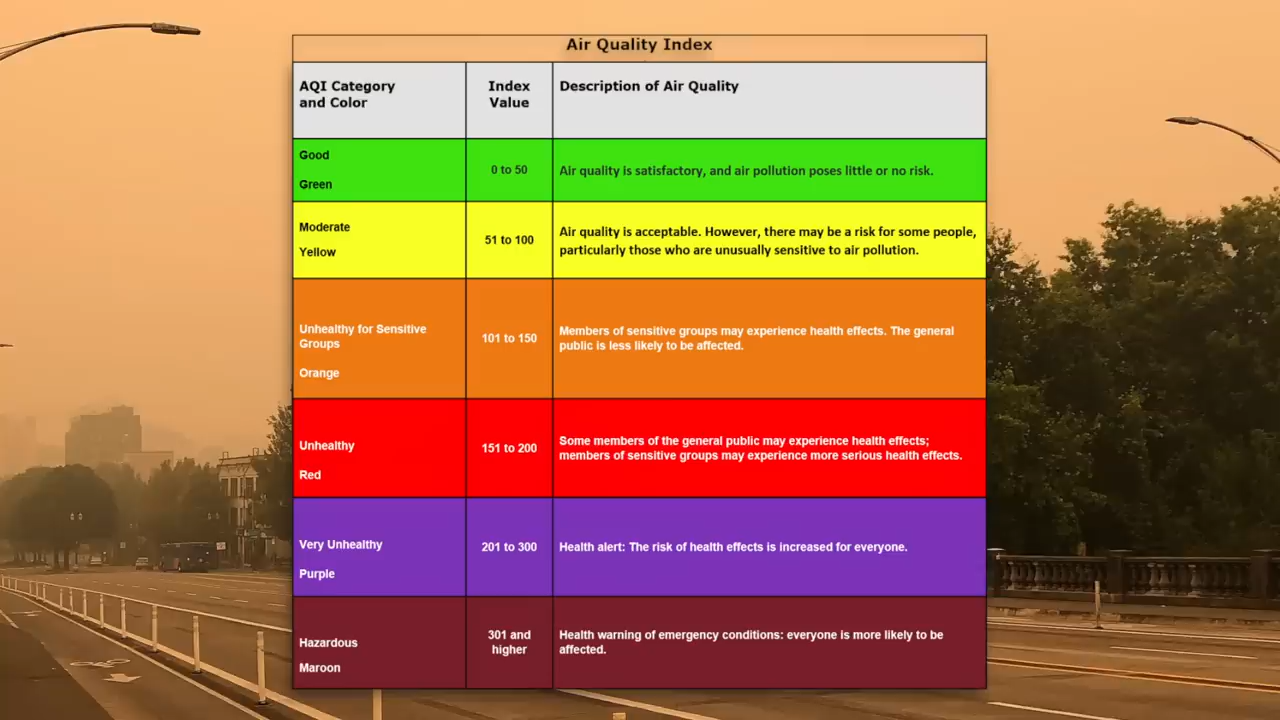 Air Quality Index
AQI Category
and Color
Index
Value
Description of Air Quality
Good
Green
0 to 50
Air quality is satisfactory, and air pollution poses little or no risk.
Moderate
Yellow
51 to 100
Air quality is acceptable. However, there may be a risk for some people,
particularly those who are unusually sensitive to air pollution.
Unhealthy for Sensitive
Groups
Orange
101 to 150
Members of sensitive groups may experience health effects. The general
public is less likely to be affected.
Unhealthy
Red
151 to 200
Some members of the general public may experience health effects;
members of sensitive groups may experience more serious health effects.
Very Unhealthy
Purple
201 to 300
Health alert: The risk of health effects is increased for everyone.
Hazardous
Maroon
301 and
higher
Health warning of emergency conditions: everyone is more likely to be
affected.